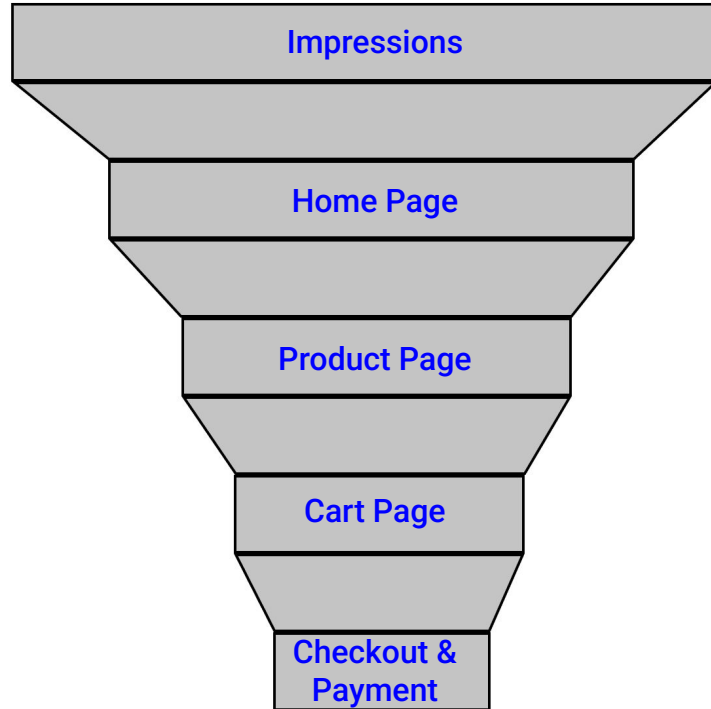 Impressions
Home Page
Product Page
Cart Page
Checkout &
Payment